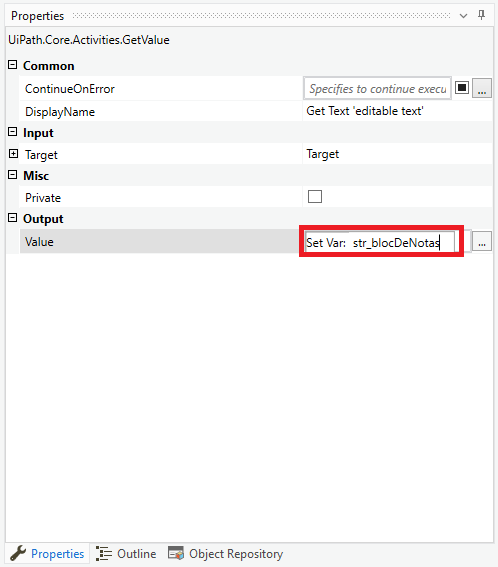 Properties
UiPath.Core.Activities.GetValue
Common
ContinueOnError Specifies to continue execu ...
DisplayName Get Text 'editable text'
Input
Target Target
Misc
Private
Output
Value Set Var: str_blocDeNotas ...
Properties Outline Object Repository